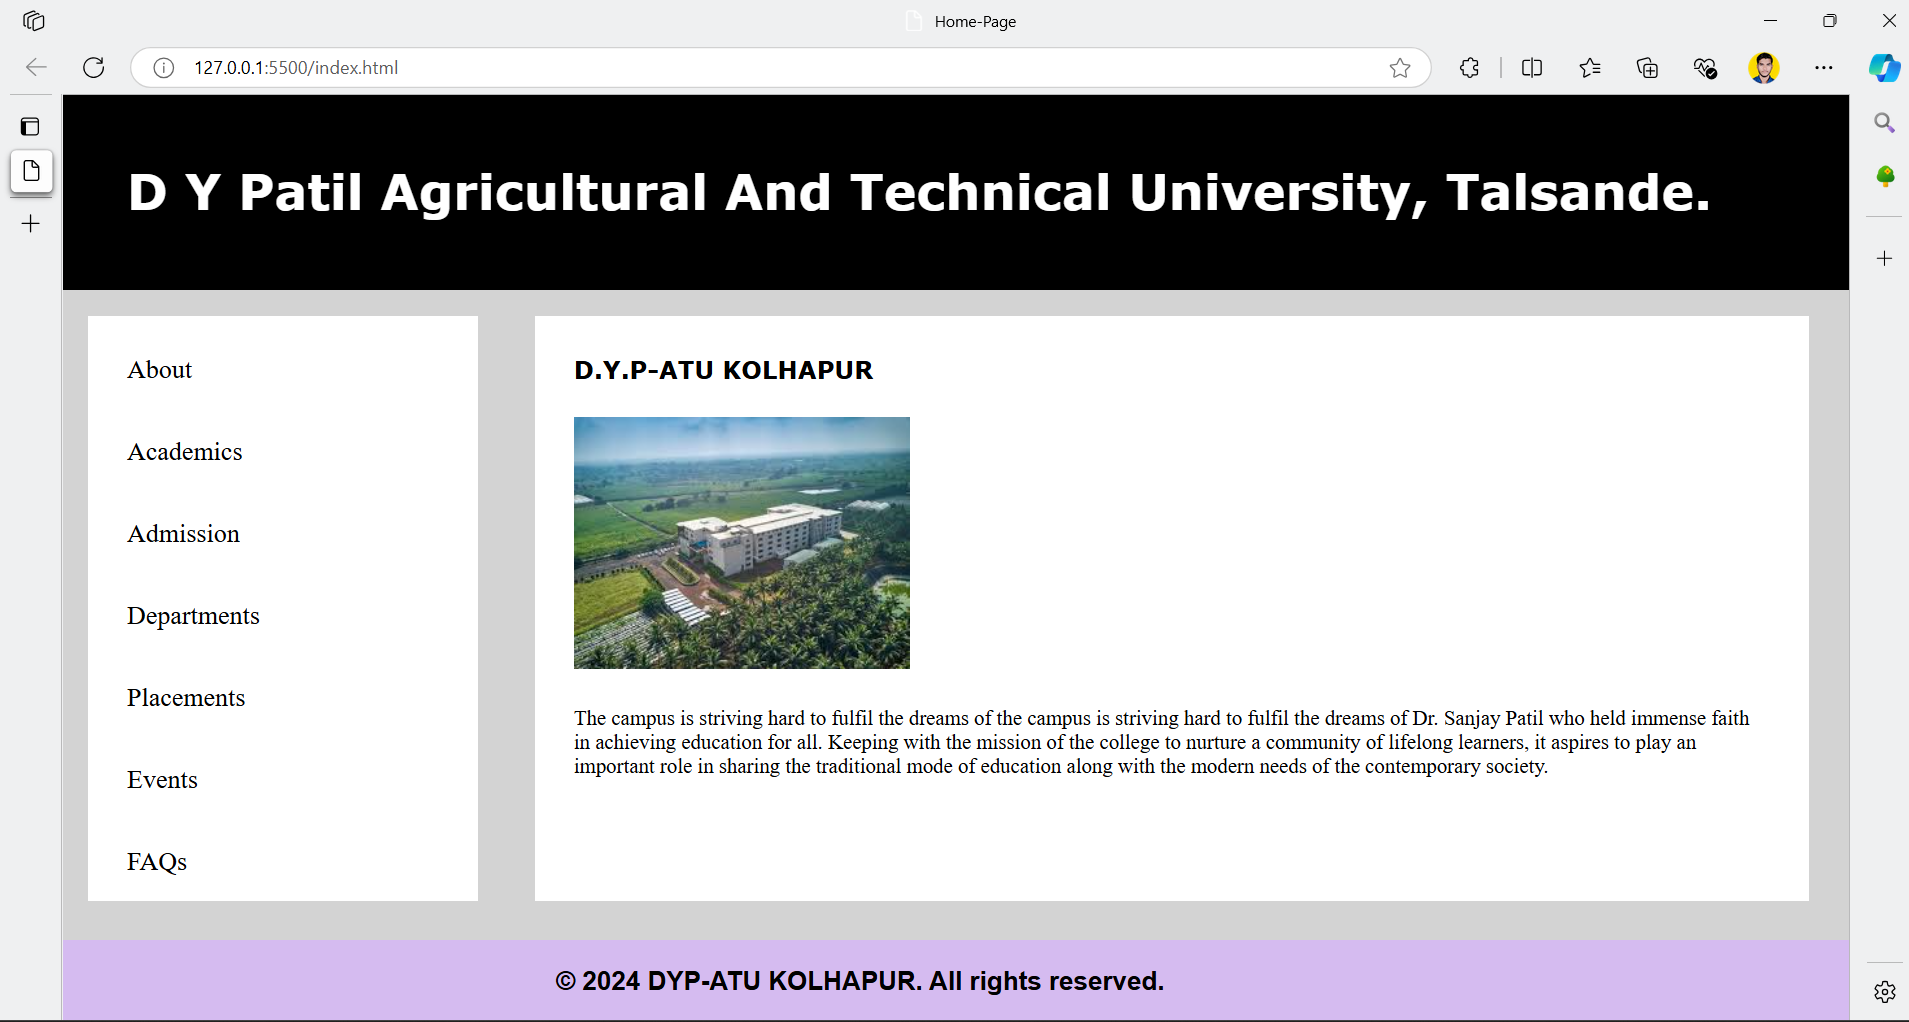 Home-Page
127.0.0.1:5500/index.html
D Y Patil Agricultural And Technical University, Talsande.
About
Academics
Admission
Departments
Placements
Events
FAQs
D.Y.P-ATU KOLHAPUR
The campus is striving hard to fulfil the dreams of the campus is striving hard to fulfil the dreams of Dr. Sanjay Patil who held immense faith
in achieving education for all. Keeping with the mission of the college to nurture a community of lifelong learners, it aspires to play an
important role in sharing the traditional mode of education along with the modern needs of the contemporary society.
© 2024 DYP-ATU KOLHAPUR. All rights reserved.